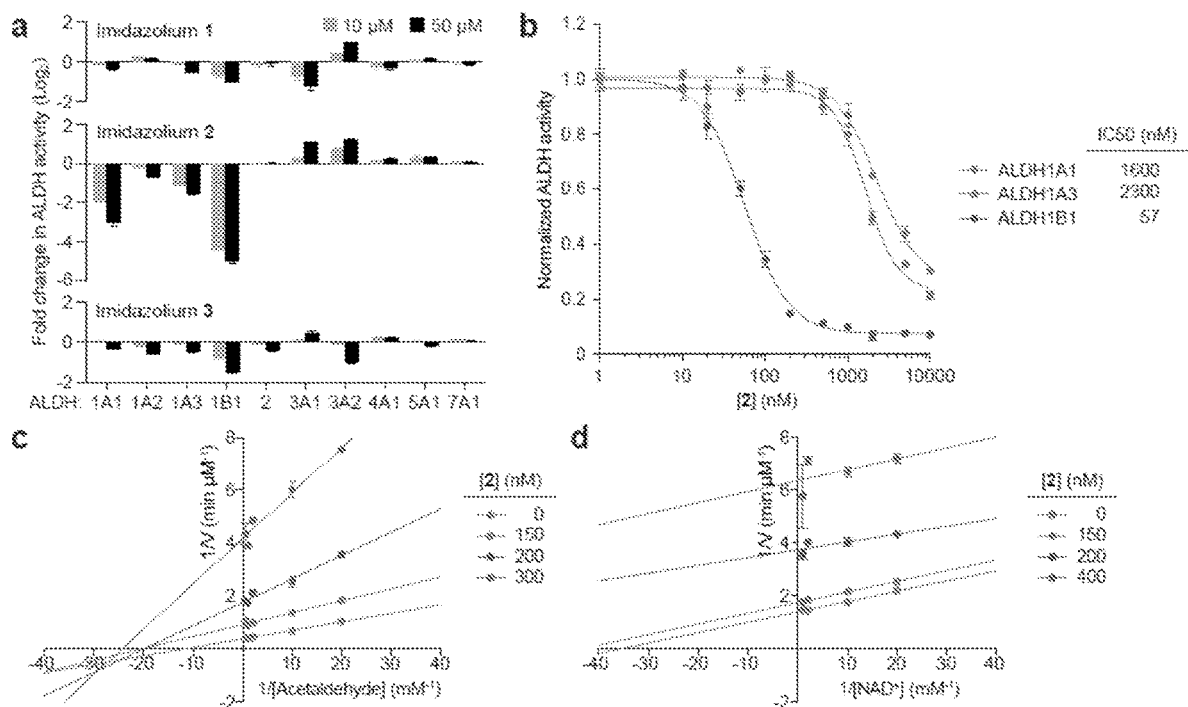 a
Imidazolium 1
10 µM
50 µM
Imidazolium 2
Imidazolium 3
Fold change in ALDH activity (Log₂)
2
0
-2
2
0
-2
-4
-6
2
0
-2
ALDH: 1A1 1A2 1A3 1B1 2 3A1 3A2 4A1 5A1 7A1
b
Normalized ALDH activity
1.2
1.0
0.8
0.6
0.4
0.2
0
1 10 100 1000 10000
[2] (nM)
IC50 (nM)
ALDH1A1 1600
ALDH1A3 2300
ALDH1B1 57
c
1/V (min µM⁻¹)
8
6
4
2
-2
-40 -30 -20 -10 10 20 30 40
1/[Acetaldehyde] (mM⁻¹)
[2] (nM)
0
150
200
300
d
1/V (min µM⁻¹)
8
6
4
2
-2
-40 -30 -20 -10 10 20 30 40
1/[NAD⁺] (mM⁻¹)
[2] (nM)
0
150
200
400